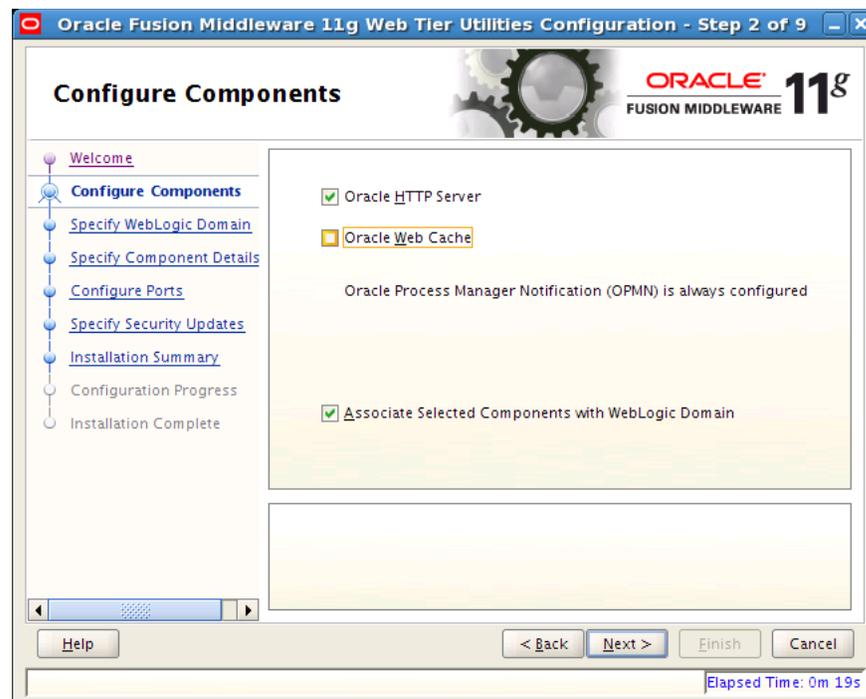 Oracle Fusion Middleware 11g Web Tier Utilities Configuration - Step 2 of 9
Configure Components
ORACLE
FUSION MIDDLEWARE 11g
Welcome
Configure Components
Specify WebLogic Domain
Specify Component Details
Configure Ports
Specify Security Updates
Installation Summary
Configuration Progress
Installation Complete
Oracle HTTP Server
Oracle Web Cache
Oracle Process Manager Notification (OPMN) is always configured
Associate Selected Components with WebLogic Domain
Help
< Back
Next >
Finish
Cancel
Elapsed Time: 0m 19s